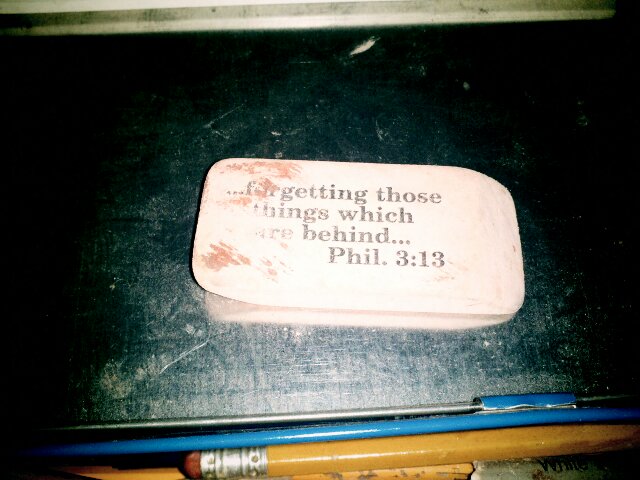 ...forgetting those
things which
are behind...
Phil. 3:13